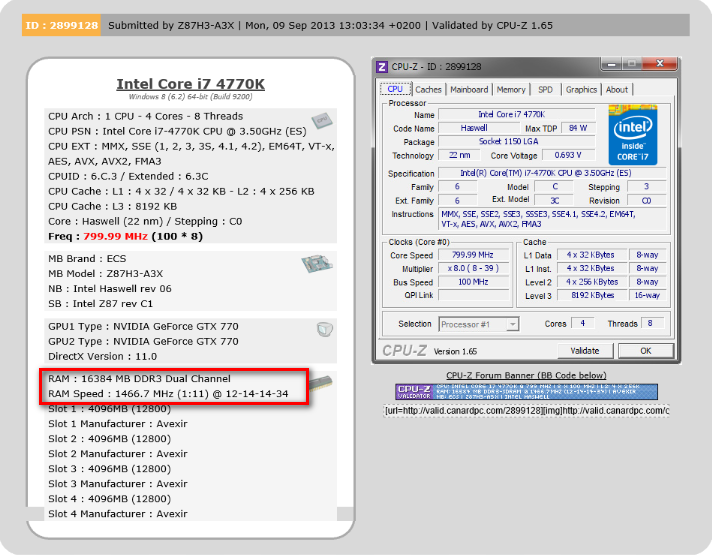 ID : 2899128 Submitted by Z87H3-A3X | Mon, 09 Sep 2013 13:03:34 +0200 | Validated by CPU-Z 1.65
Intel Core i7 4770K
Windows 8 (6.2) 64-bit (Build 9200)
CPU Arch : 1 CPU - 4 Cores - 8 Threads
CPU PSN : Intel Core i7-4770K CPU @ 3.50GHz (ES)
CPU EXT : MMX, SSE (1, 2, 3, 3S, 4.1, 4.2), EM64T, VT-x,
AES, AVX, AVX2, FMA3
CPUID : 6.C.3 / Extended : 6.3C
CPU Cache : L1 : 4 x 32 / 4 x 32 KB - L2 : 4 x 256 KB
CPU Cache : L3 : 8192 KB
Core : Haswell (22 nm) / Stepping : C0
Freq : 799.99 MHz (100 * 8)
MB Brand : ECS
MB Model : Z87H3-A3X
NB : Intel Haswell rev 06
SB : Intel Z87 rev C1
GPU1 Type : NVIDIA GeForce GTX 770
GPU2 Type : NVIDIA GeForce GTX 770
DirectX Version : 11.0
RAM : 16384 MB DDR3 Dual Channel
RAM Speed : 1466.7 MHz (1:11) @ 12-14-14-34
Slot 1 : 4096MB (12800)
Slot 1 Manufacturer : Avexir
Slot 2 : 4096MB (12800)
Slot 2 Manufacturer : Avexir
Slot 3 : 4096MB (12800)
Slot 3 Manufacturer : Avexir
Slot 4 : 4096MB (12800)
Slot 4 Manufacturer : Avexir
Z CPU-Z - ID : 2899128
CPU Caches Mainboard Memory SPD Graphics About
Processor
Name Intel Core i7 4770K
Code Name Haswell Max TDP 84 W
Package Socket 1150 LGA
Technology 22 nm Core Voltage 0.693 V
intel inside CORE i7
Specification Intel(R) Core(TM) i7-4770K CPU @ 3.50GHz (ES)
Family 6 Model C Stepping 3
Ext. Family 6 Ext. Model 3C Revision C0
Instructions MMX, SSE, SSE2, SSE3, SSSE3, SSE4.1, SSE4.2, EM64T,
VT-x, AES, AVX, AVX2, FMA3
Clocks (Core #0)
Core Speed 799.99 MHz
Multiplier x 8.0 ( 8 - 39 )
Bus Speed 100 MHz
QPI Link
Cache
L1 Data 4 x 32 KBytes 8-way
L1 Inst. 4 x 32 KBytes 8-way
Level 2 4 x 256 KBytes 8-way
Level 3 8192 KBytes 16-way
Selection Processor #1 Cores 4 Threads 8
CPU-Z Version 1.65 Validate OK
CPU-Z Forum Banner (BB Code below)
CPU-Z VALIDATOR
[url=http://valid.canardpc.com/2899128][img]http://valid.canardpc.com/c